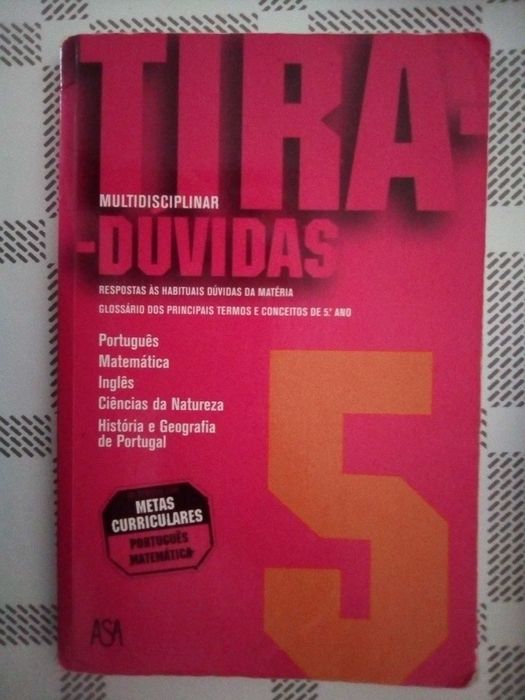 TIRA-
MULTIDISCIPLINAR
-DÚVIDAS
RESPOSTAS ÀS HABITUAIS DÚVIDAS DA MATÉRIA
GLOSSÁRIO DOS PRINCIPAIS TERMOS E CONCEITOS DE 5.º ANO
Português
Matemática
Inglês
Ciências da Natureza
História e Geografia
de Portugal
5
METAS
CURRICULARES
PORTUGUÊS
MATEMÁTICA
ASA